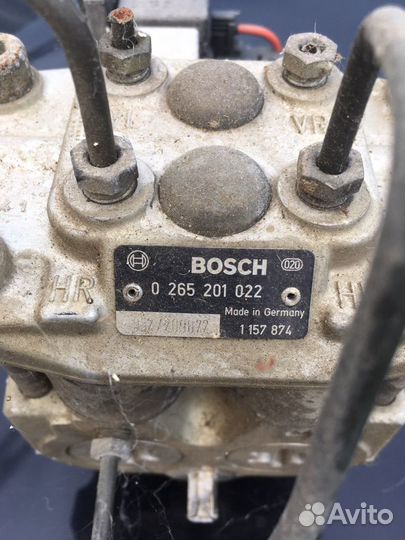 VR
BOSCH
020
0 265 201 022
HR
H
Made in Germany
1 157 874
Avito